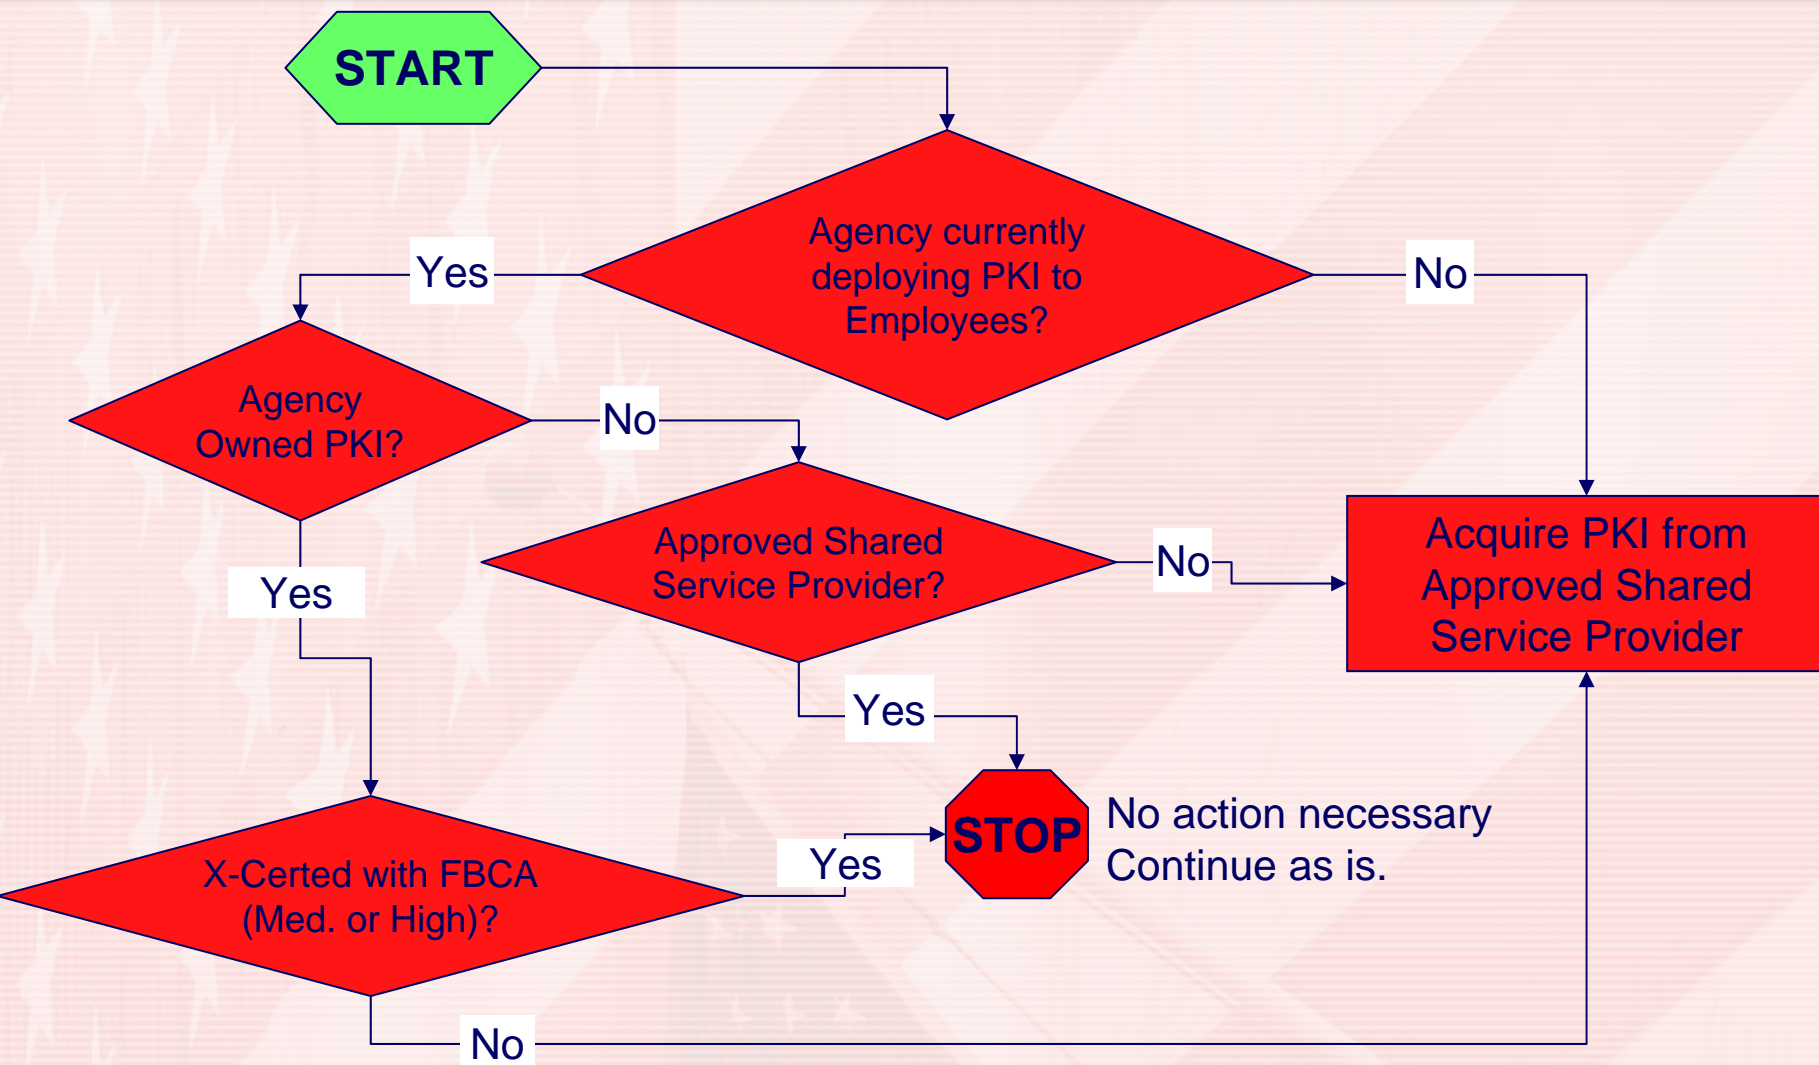 START
Agency currently
deploying PKI to
Employees?
Yes
No
Agency
Owned PKI?
No
Approved Shared
Service Provider?
No
Acquire PKI from
Approved Shared
Service Provider
Yes
Yes
STOP
No action necessary
Continue as is.
X-Certed with FBCA
(Med. or High)?
Yes
No